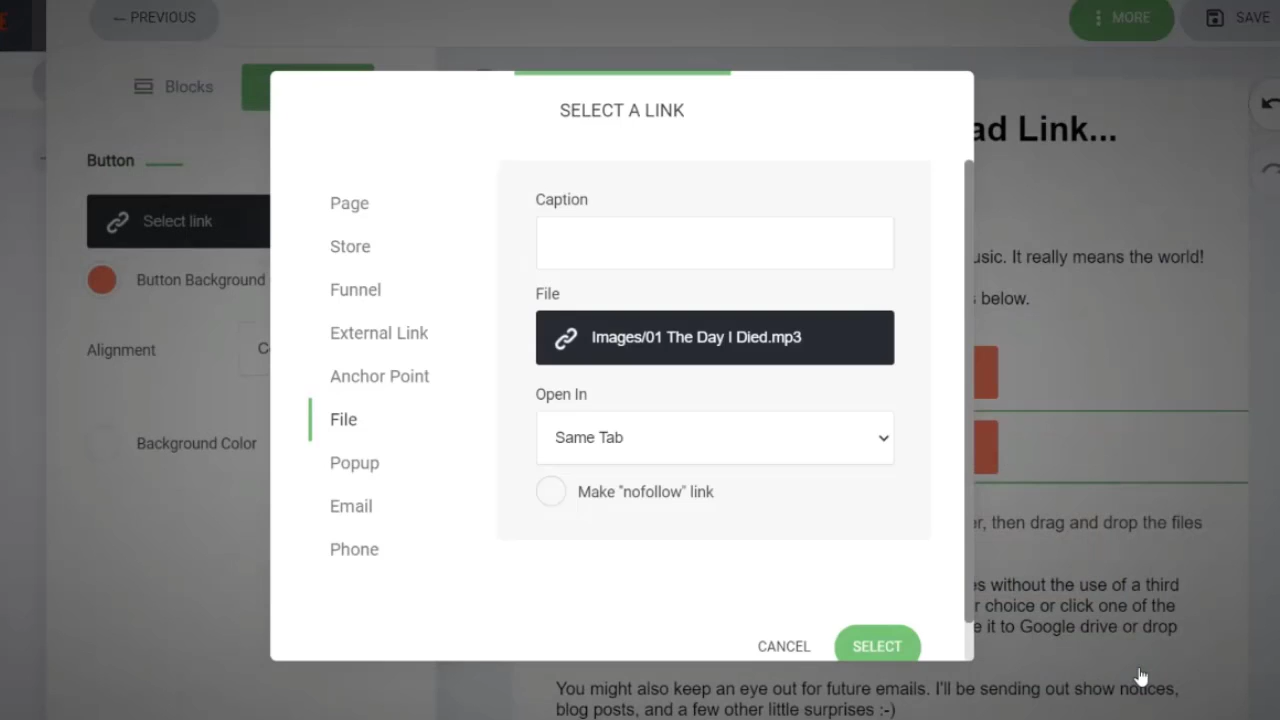 ← PREVIOUS
MORE
SAVE
Blocks
SELECT A LINK
ad Link...
Button
Select link
Button Background
Alignment
Background Color
Page
Store
Funnel
External Link
Anchor Point
File
Popup
Email
Phone
Caption
File
Images/01 The Day I Died.mp3
Open In
Same Tab
Make "nofollow" link
CANCEL
SELECT
usic. It really means the world!
below.
then drag and drop the files
es without the use of a third
r choice or click one of the
e it to Google drive or drop
You might also keep an eye out for future emails. I'll be sending out show notices,
blog posts, and a few other little surprises :-)